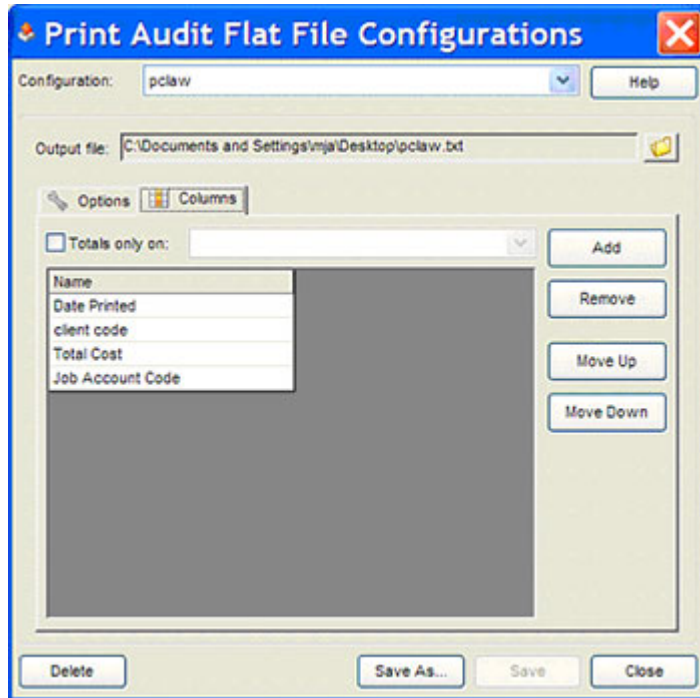 Print Audit Flat File Configurations
Configuration: pclaw Help
Output file: C:\Documents and Settings\mja\Desktop\pclaw.txt
Options Columns
Totals only on: Add
Name
Remove
Date Printed
client code
Total Cost
Move Up
Job Account Code
Move Down
Delete Save As... Save Close